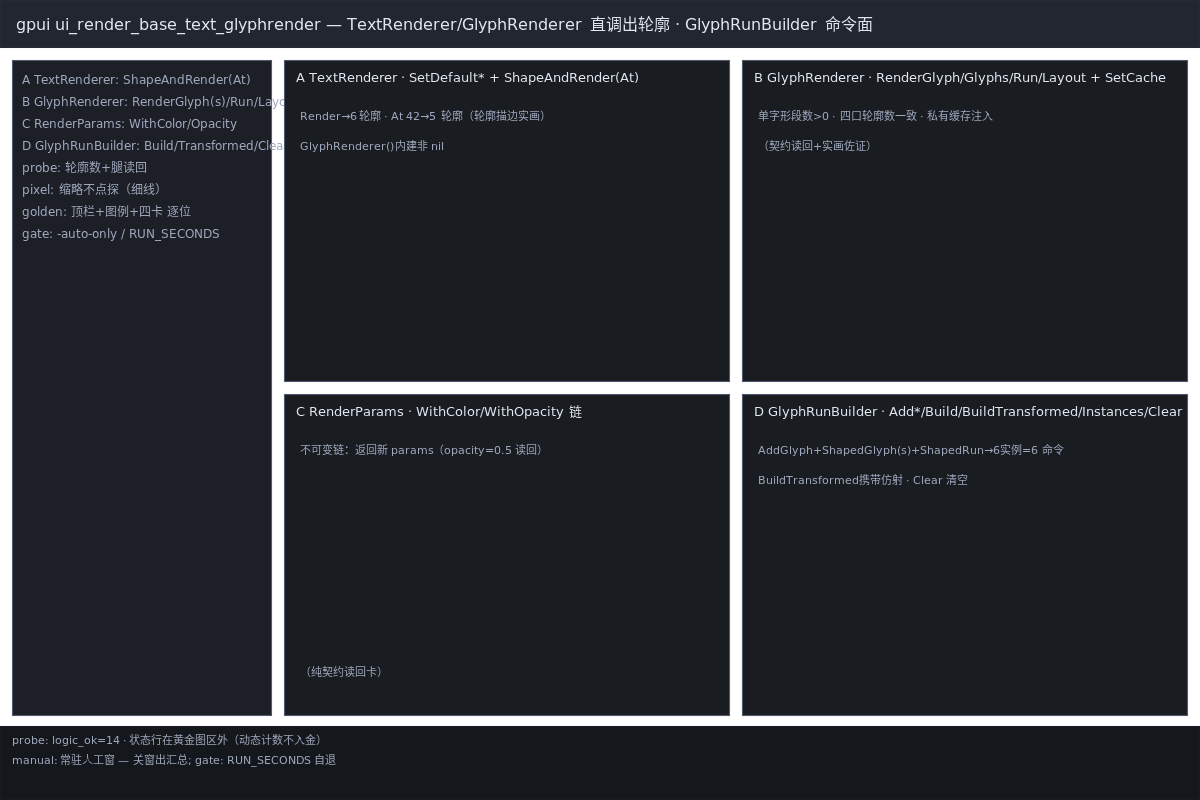 gpui ui_render_base_text_glyphrender — TextRenderer/GlyphRenderer 直调出轮廓 · GlyphRunBuilder 命令面
A TextRenderer: ShapeAndRender(At)
B GlyphRenderer: RenderGlyph(s)/Run/Layo
C RenderParams: WithColor/Opacity
D GlyphRunBuilder: Build/Transformed/Clea
probe: 轮廓数+腿读回
pixel: 缩略不点探（细线）
golden: 顶栏+图例+四卡 逐位
gate: -auto-only / RUN_SECONDS
A TextRenderer · SetDefault* + ShapeAndRender(At)
Render→6轮廓 · At 42→5 轮廓（轮廓描边实画）
GlyphRenderer()内建非 nil
B GlyphRenderer · RenderGlyph/Glyphs/Run/Layout + SetCache
单字形段数>0 · 四口轮廓数一致 · 私有缓存注入
（契约读回+实画佐证）
C RenderParams · WithColor/WithOpacity 链
不可变链：返回新 params（opacity=0.5 读回）
（纯契约读回卡）
D GlyphRunBuilder · Add*/Build/BuildTransformed/Instances/Clear
AddGlyph+ShapedGlyph(s)+ShapedRun→6实例=6 命令
BuildTransformed携带仿射 · Clear 清空
probe: logic_ok=14 · 状态行在黄金图区外（动态计数不入金）
manual: 常驻人工窗 — 关窗出汇总; gate: RUN_SECONDS 自退